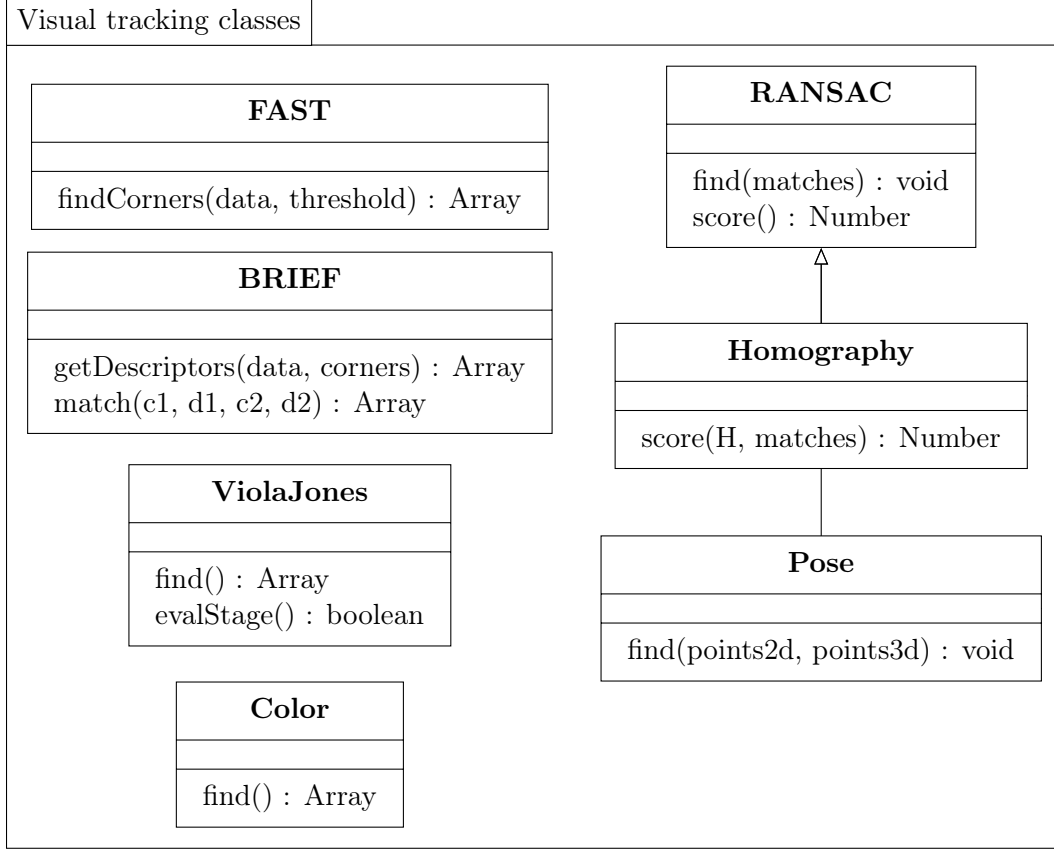 Visual tracking classes
FAST
findCorners(data, threshold) : Array
BRIEF
getDescriptors(data, corners) : Array
match(c1, d1, c2, d2) : Array
ViolaJones
find() : Array
evalStage() : boolean
Color
find() : Array
RANSAC
find(matches) : void
score() : Number
Homography
score(H, matches) : Number
Pose
find(points2d, points3d) : void